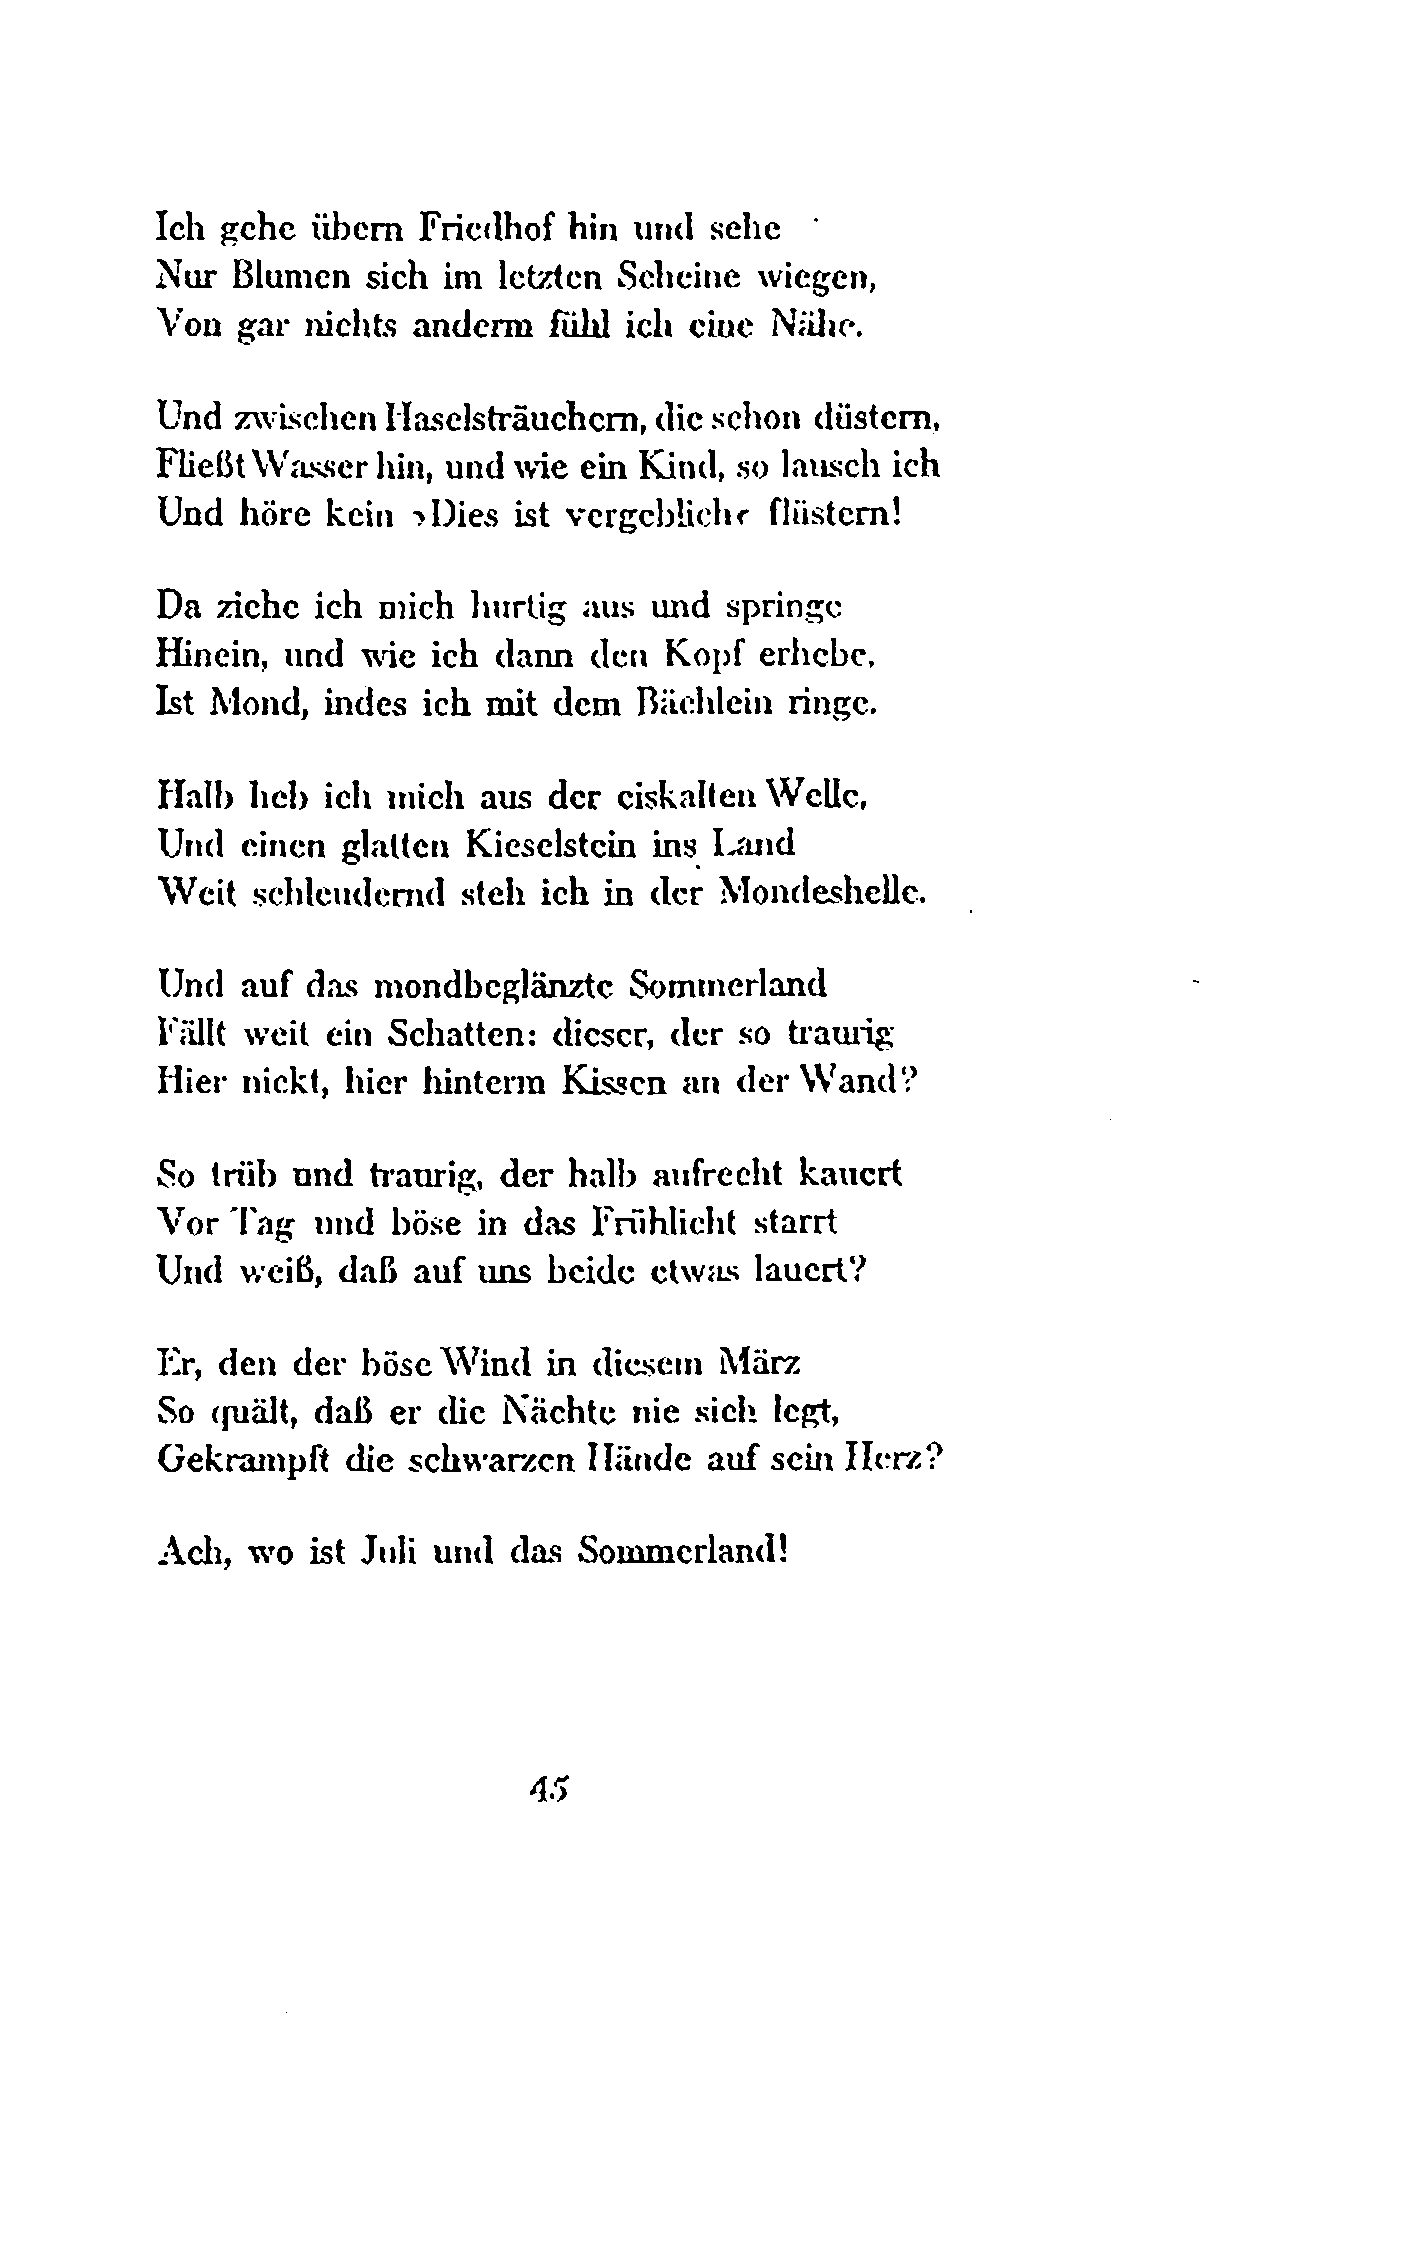 Ich gehe übern Friedhof hin und sehe
Nur Blumen sich im letzten Scheine wiegen,
Von gar nichts anderm fühl ich eine Nähe.
Und zwischen Haselsträuchern, die schon düstern,
Fließt Wasser hin, und wie ein Kind, so lausch ich
Und höre kein ›Dies ist vergeblich‹ flüstern!
Da ziehe ich mich hurtig aus und springe
Hinein, und wie ich dann den Kopf erhebe,
Ist Mond, indes ich mit dem Bächlein ringe.
Halb heb ich mich aus der eiskalten Welle,
Und einen glatten Kieselstein ins Land
Weit schleudernd steh ich in der Mondeshelle.
Und auf das mondbeglänzte Sommerland
Fällt weit ein Schatten: dieser, der so traurig
Hier nickt, hier hinterm Kissen an der Wand?
So trüb und traurig, der halb aufrecht kauert
Vor Tag und böse in das Frühlicht starrt
Und weiß, daß auf uns beide etwas lauert?
Er, den der böse Wind in diesem März
So quält, daß er die Nächte nie sich legt,
Gekrampft die schwarzen Hände auf sein Herz?
Ach, wo ist Juli und das Sommerland!
45